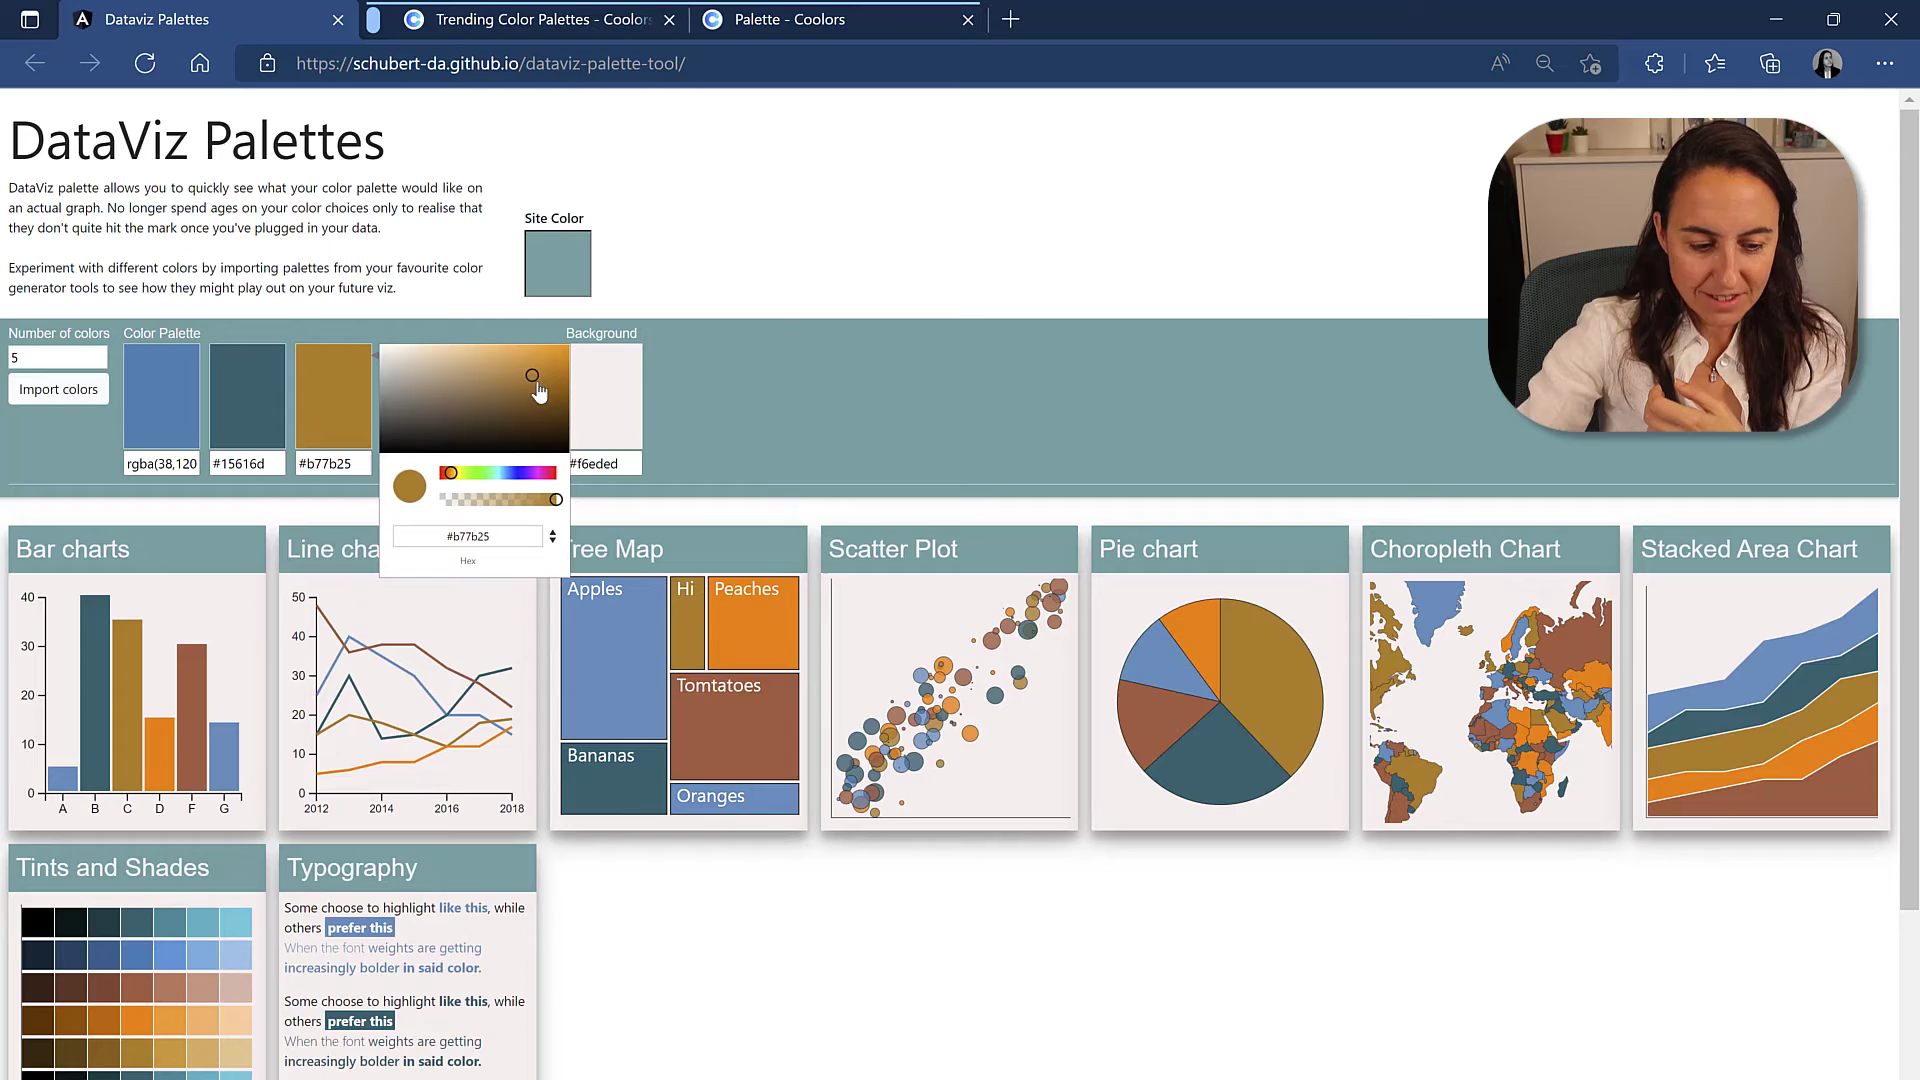 Dataviz Palettes
Trending Color Palettes - Coolors
Palette - Coolors
https://schubert-da.github.io/dataviz-palette-tool/
DataViz Palettes
DataViz palette allows you to quickly see what your color palette would like on
an actual graph. No longer spend ages on your color choices only to realise that
they don't quite hit the mark once you've plugged in your data.
Experiment with different colors by importing palettes from your favourite color
generator tools to see how they might play out on your future viz.
Site Color
Number of colors
Color Palette
Background
5
Import colors
rgba(38,120
#15616d
#b77b25
#f6eded
#b77b25
Hex
Bar charts
40
30
20
10
0
A B C D F G
Line cha
50
40
30
20
10
0
2012 2014 2016 2018
Tree Map
Apples
Hi
Peaches
Tomtatoes
Bananas
Oranges
Scatter Plot
Pie chart
Choropleth Chart
Stacked Area Chart
Tints and Shades
Typography
Some choose to highlight like this, while
others prefer this
When the font weights are getting
increasingly bolder in said color.
Some choose to highlight like this, while
others prefer this
When the font weights are getting
increasingly bolder in said color.